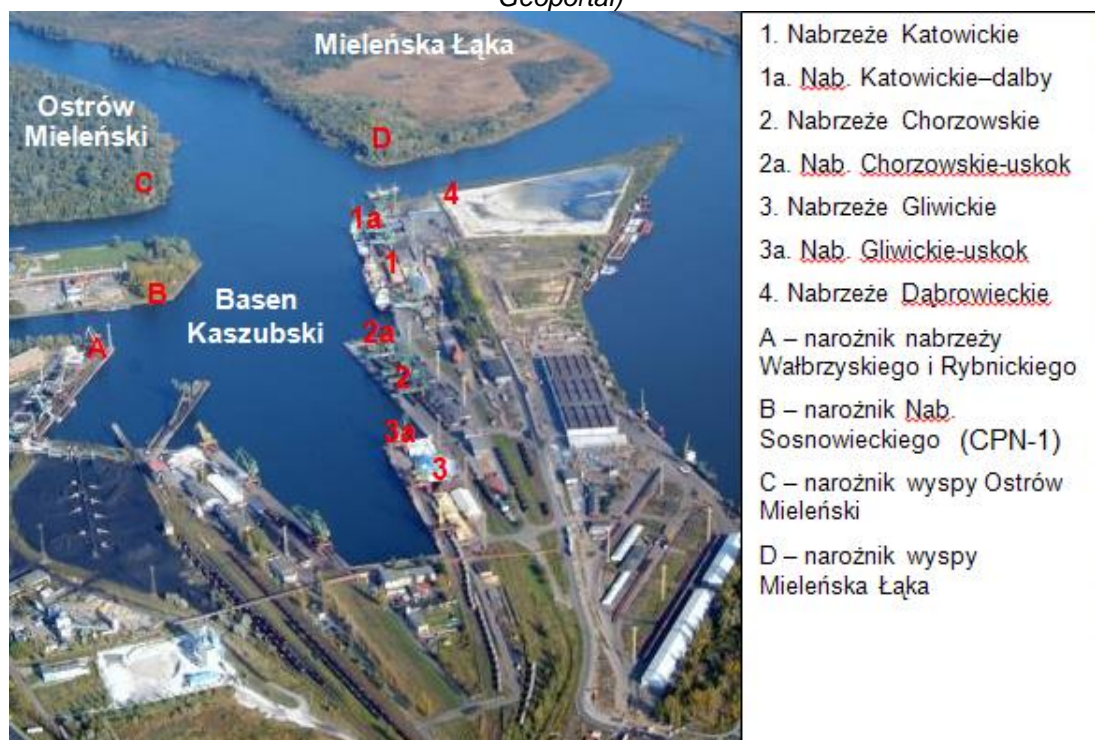 Geoportal)
Mieleńska Łąka
Ostrów
Mieleński
D
C
4
1a
1
B
Basen
Kaszubski
A
2a
2
3a
3
1. Nabrzeże Katowickie
1a. Nab. Katowickie–dalby
2. Nabrzeże Chorzowskie
2a. Nab. Chorzowskie-uskok
3. Nabrzeże Gliwickie
3a. Nab. Gliwickie-uskok
4. Nabrzeże Dąbrowieckie
A – narożnik nabrzeży
Wałbrzyskiego i Rybnickiego
B – narożnik Nab.
Sosnowieckiego (CPN-1)
C – narożnik wyspy Ostrów
Mieleński
D – narożnik wyspy
Mieleńska Łąka